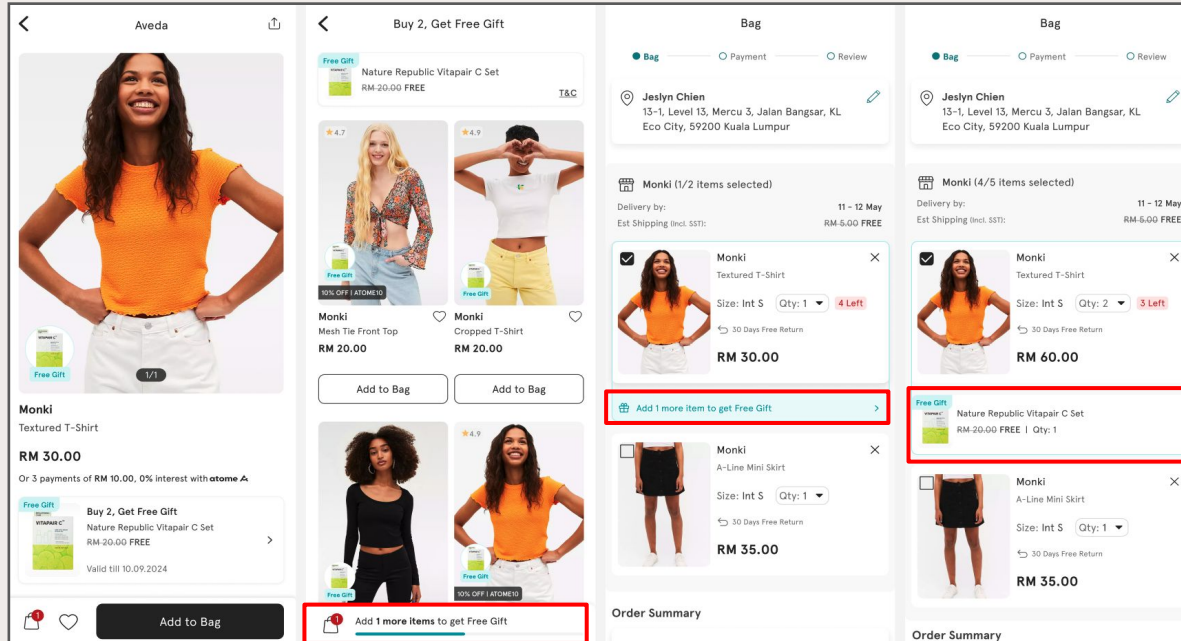 Aveda
Free Gift
1/1
Monki
Textured T-Shirt
RM 30.00
Or 3 payments of RM 10.00, 0% interest with atome
Free Gift
VITAPAIR C
Buy 2, Get Free Gift
Nature Republic Vitapair C Set
RM 20.00 FREE
Valid till 10.09.2024
1
Add to Bag
Buy 2, Get Free Gift
Free Gift
Nature Republic Vitapair C Set
RM 20.00 FREE
T&C
4.7
4.9
Free Gift
Free Gift
10% OFF | ATOME10
Monki
Monki
Mesh Tie Front Top
Cropped T-Shirt
RM 20.00
RM 20.00
Add to Bag
Add to Bag
4.9
Free Gift
Free Gift
10% OFF | ATOME10
1
Add 1 more items to get Free Gift
Bag
Bag
Payment
Review
Jeslyn Chien
13-1, Level 13, Mercu 3, Jalan Bangsar, KL
Eco City, 59200 Kuala Lumpur
Monki (1/2 items selected)
Delivery by:
11 - 12 May
Est Shipping (Incl. SST):
RM 5.00 FREE
Monki
Textured T-Shirt
Size: Int S
Qty: 1
4 Left
30 Days Free Return
RM 30.00
Add 1 more item to get Free Gift
Monki
A-Line Mini Skirt
Size: Int S
Qty: 1
30 Days Free Return
RM 35.00
Order Summary
Bag
Bag
Payment
Review
Jeslyn Chien
13-1, Level 13, Mercu 3, Jalan Bangsar, KL
Eco City, 59200 Kuala Lumpur
Monki (4/5 items selected)
Delivery by:
11 - 12 May
Est Shipping (Incl. SST):
RM 5.00 FREE
Monki
Textured T-Shirt
Size: Int S
Qty: 2
3 Left
30 Days Free Return
RM 60.00
Free Gift
Nature Republic Vitapair C Set
RM 20.00 FREE | Qty: 1
Monki
A-Line Mini Skirt
Size: Int S
Qty: 1
30 Days Free Return
RM 35.00
Order Summary